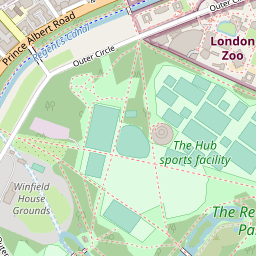 Prince Albert Road
Regent's Canal
Outer Circle
London
Zoo
Outer Circle
The Hub
sports facility
Winfield
House
Grounds
The Re
Pa
Outer